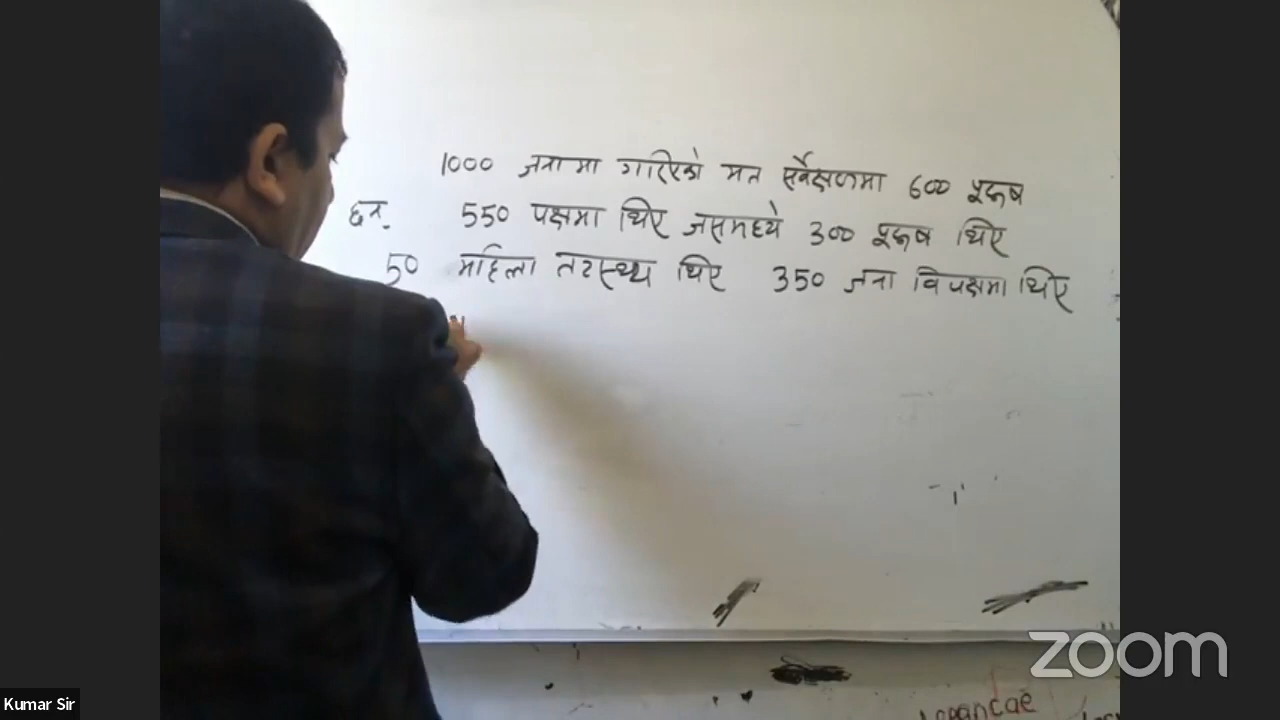 1000 जनामा गरिएको मत सर्वेक्षणमा 600 पुरूष
छन्. 550 पक्षमा थिए जसमध्ये 300 पुरूष थिए
50 महिला तटस्थ थिए 350 जना विपक्षमा थिए
zoom
Kumar Sir